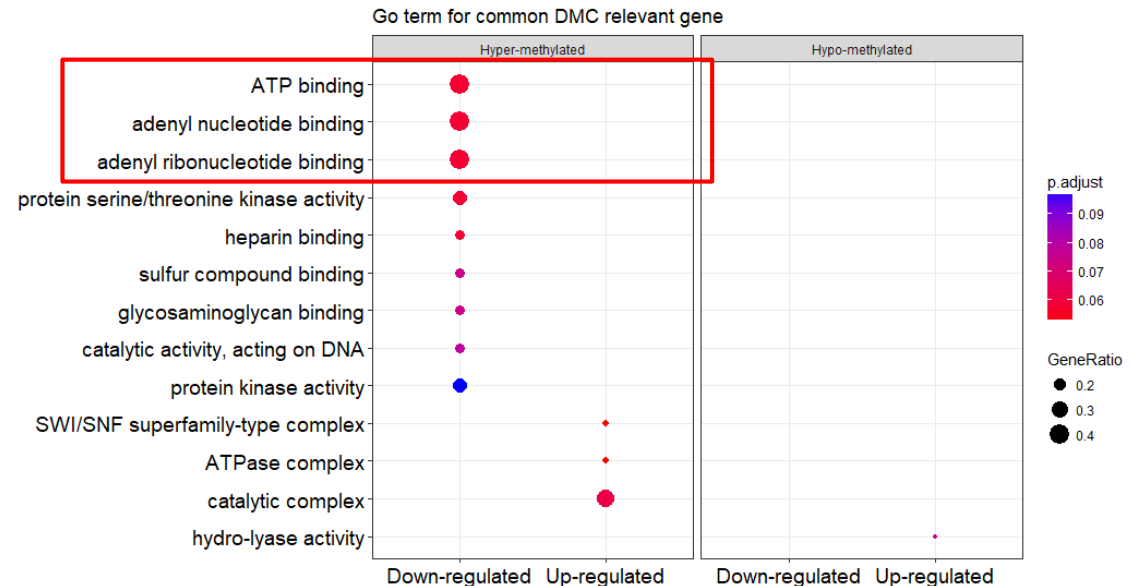 Go term for common DMC relevant gene
Hyper-methylated
Hypo-methylated
ATP binding
adenyl nucleotide binding
adenyl ribonucleotide binding
protein serine/threonine kinase activity
heparin binding
sulfur compound binding
glycosaminoglycan binding
catalytic activity, acting on DNA
protein kinase activity
SWI/SNF superfamily-type complex
ATPase complex
catalytic complex
hydro-lyase activity
Down-regulated Up-regulated
Down-regulated Up-regulated
p.adjust
0.09
0.08
0.07
0.06
GeneRatio
0.2
0.3
0.4